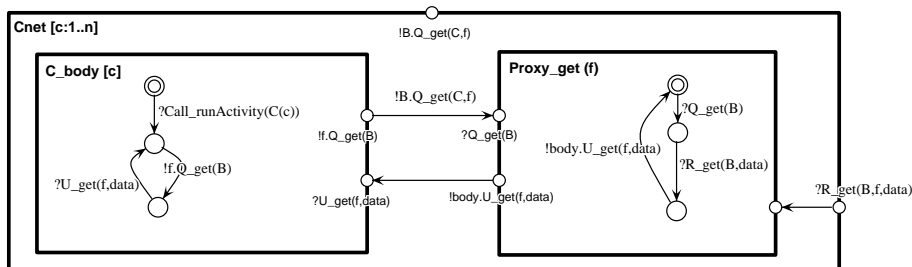 Cnet [c:1..n]
!B.Q_get(C,f)
C_body [c]
?Call_runActivity(C(c))
!f.Q_get(B)
?U_get(f,data)
!B.Q_get(C,f)
!f.Q_get(B)
?Q_get(B)
?U_get(f,data)
!body.U_get(f,data)
Proxy_get (f)
?Q_get(B)
!body.U_get(f,data)
?R_get(B,data)
?R_get(B,f,data)